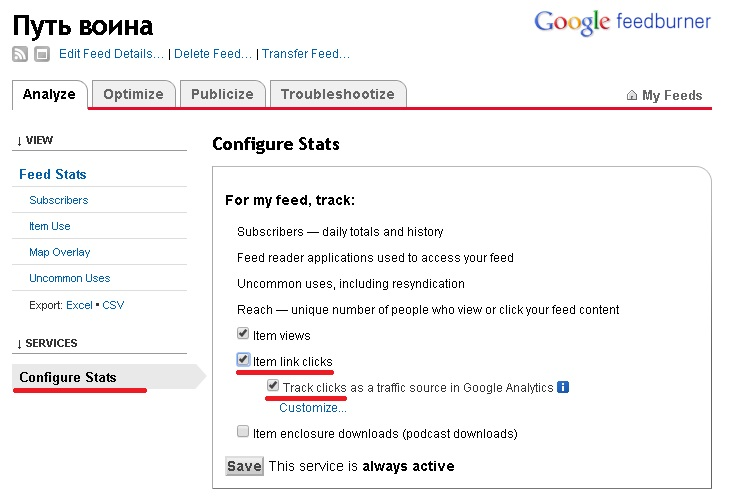 Путь воина
Google feedburner
Edit Feed Details... | Delete Feed... | Transfer Feed...
Analyze
Optimize
Publicize
Troubleshootize
My Feeds
↓ VIEW
Feed Stats
Subscribers
Item Use
Map Overlay
Uncommon Uses
Export: Excel • CSV
↓ SERVICES
Configure Stats
Configure Stats
For my feed, track:
Subscribers — daily totals and history
Feed reader applications used to access your feed
Uncommon uses, including resyndication
Reach — unique number of people who view or click your feed content
Item views
Item link clicks
Track clicks as a traffic source in Google Analytics i
Customize...
Item enclosure downloads (podcast downloads)
Save This service is always active